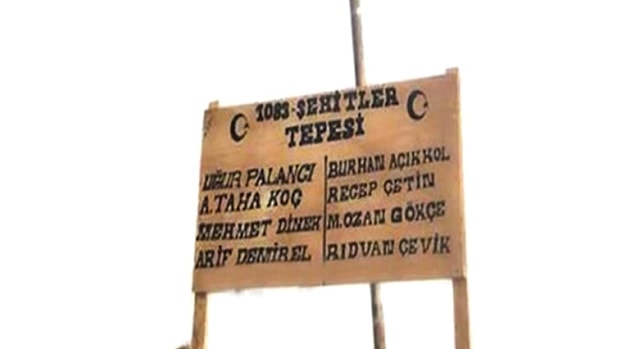 1083-ŞEHİTLER
TEPESİ
UĞUR PALANCI
A.TAHA KOÇ
MEHMET DİNEK
ARİF DEMİREL
BURHAN AÇIKKOL
RECEP ÇETİN
M.OZAN GÖKÇE
RIDVAN ÇEVİK